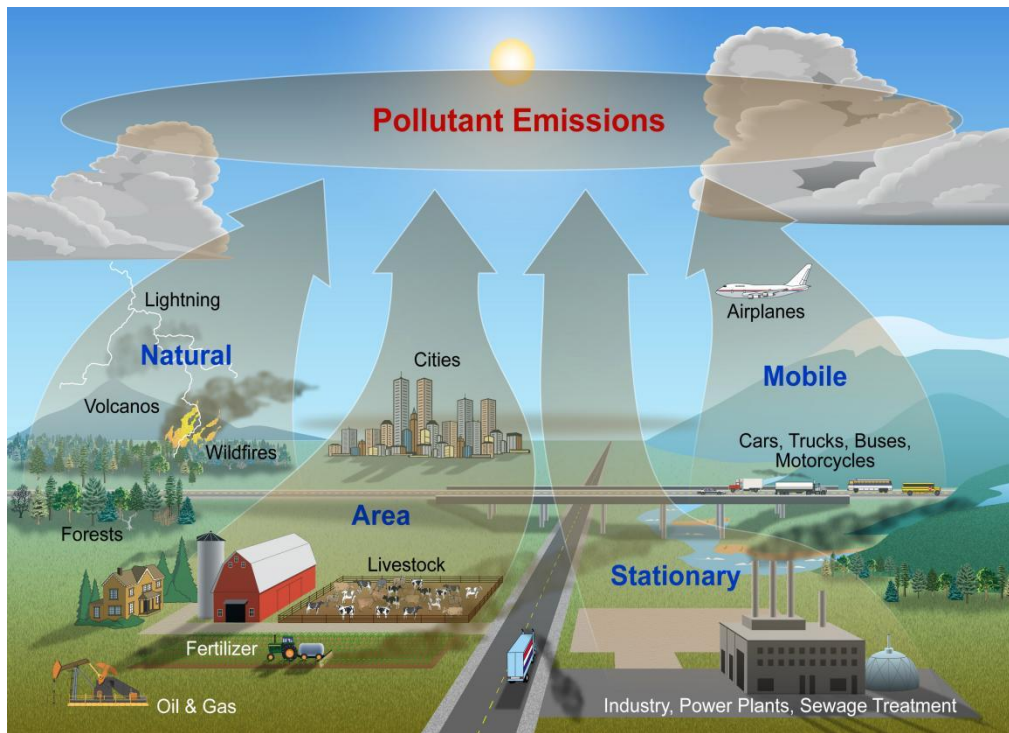 Pollutant Emissions
Lightning
Natural
Volcanos
Wildfires
Forests
Cities
Area
Livestock
Fertilizer
Oil & Gas
Airplanes
Mobile
Cars, Trucks, Buses,
Motorcycles
Stationary
Industry, Power Plants, Sewage Treatment